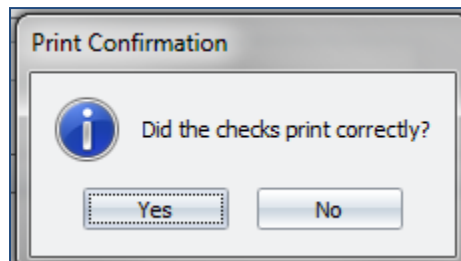 Print Confirmation
Did the checks print correctly?
Yes No